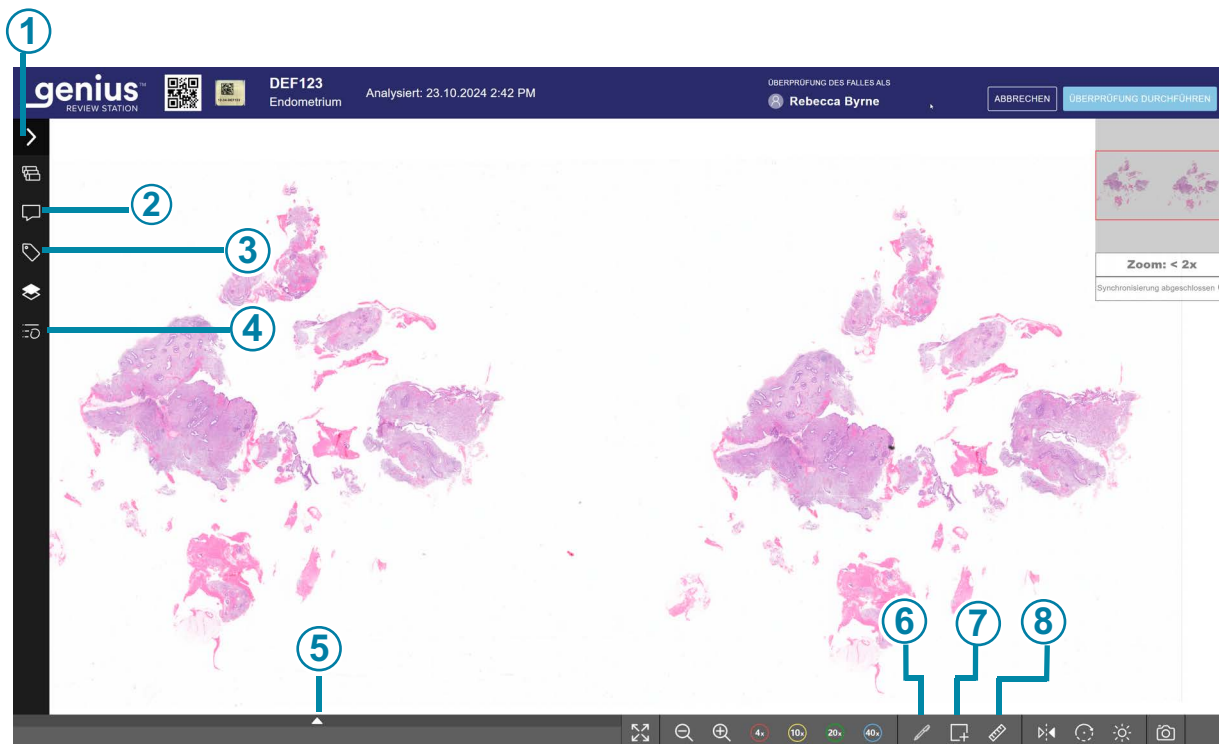 1
genius™
REVIEW STATION
DEF123
Endometrium
Analysiert: 23.10.2024 2:42 PM
ÜBERPRÜFUNG DES FALLES ALS
Rebecca Byrne
ABBRECHEN
ÜBERPRÜFUNG DURCHFÜHREN
2
3
4
Zoom: < 2x
Synchronisierung abgeschlossen
5
6
7
8
4x
10x
20x
40x